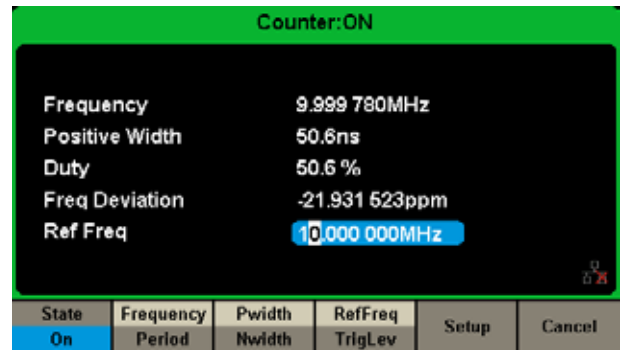 Counter:ON
Frequency 9.999 780MHz
Positive Width 50.6ns
Duty 50.6 %
Freq Deviation -21.931 523ppm
Ref Freq 10.000 000MHz
State Frequency Pwidth RefFreq Setup Cancel
On Period Nwidth TrigLev